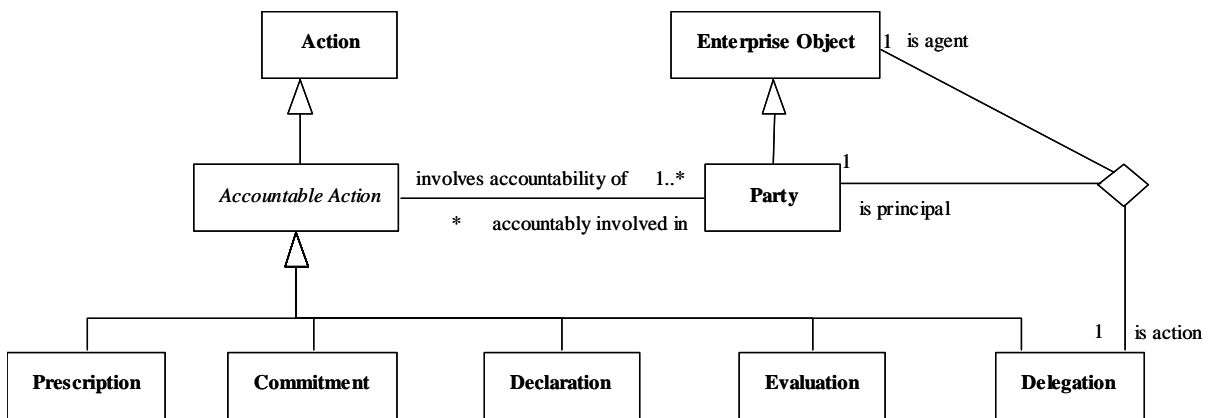 Action
Enterprise Object
1 is agent
Accountable Action
involves accountability of 1..*
* accountably involved in
Party
1
is principal
1 is action
Prescription
Commitment
Declaration
Evaluation
Delegation